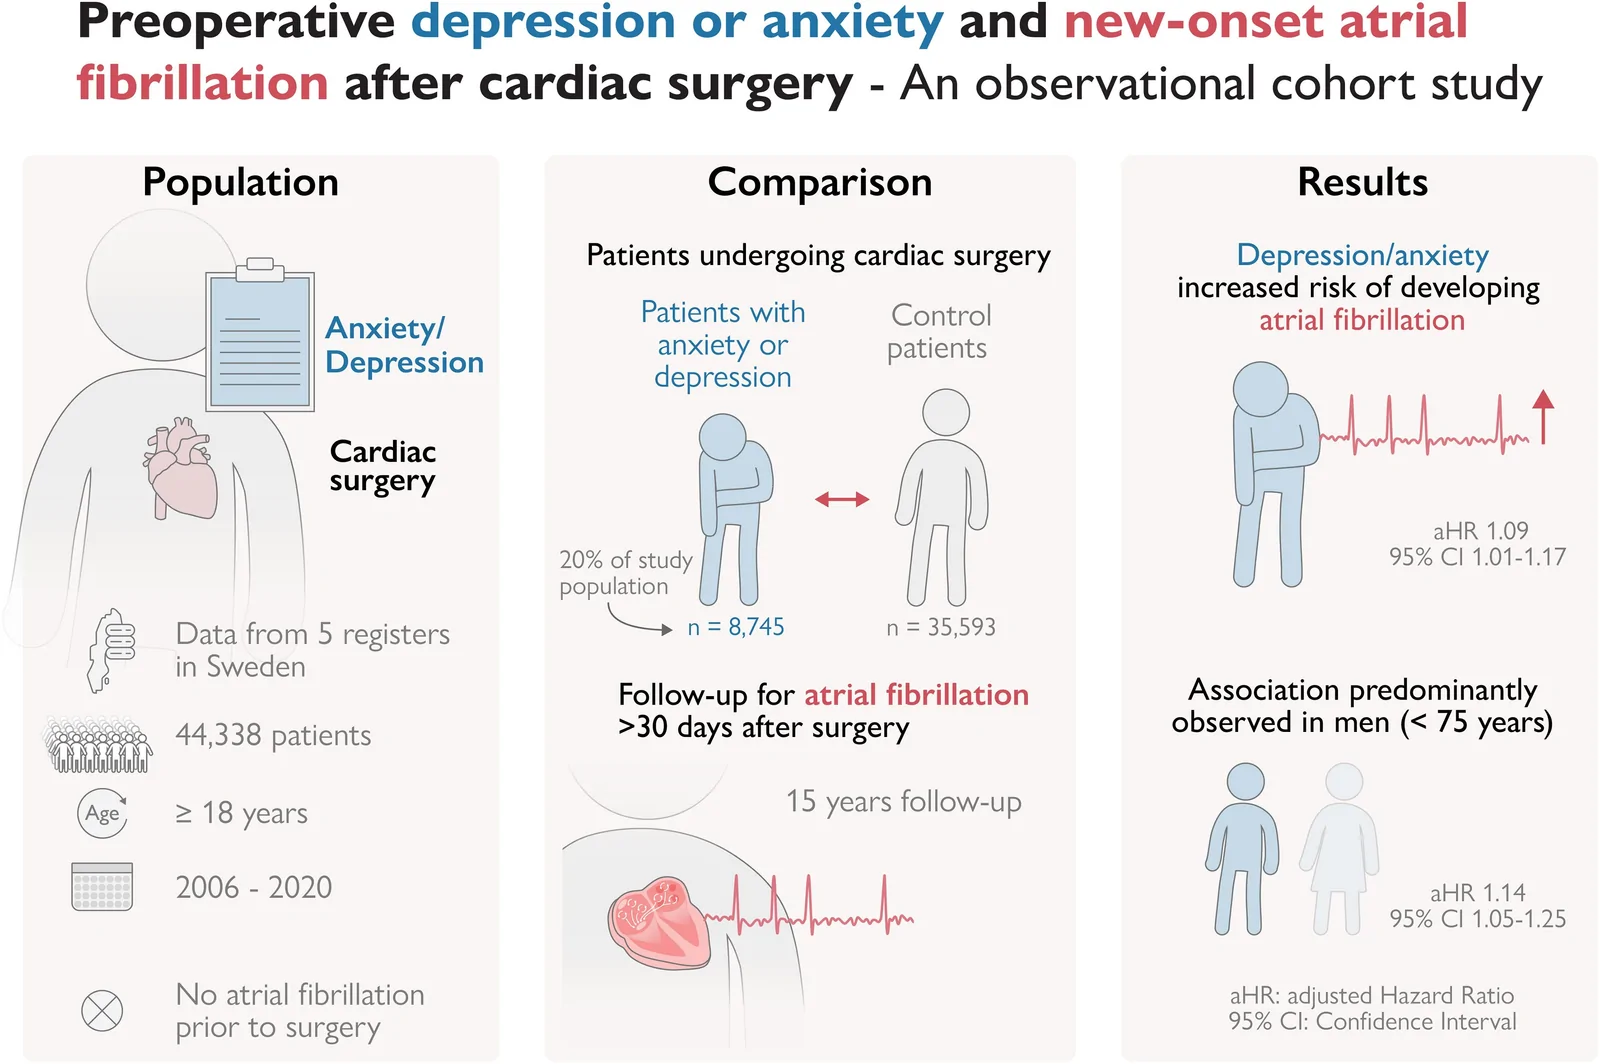 Preoperative depression or anxiety and new-onset atrial
fibrillation after cardiac surgery - An observational cohort study
Population
Anxiety/
Depression
Cardiac
surgery
Data from 5 registers
in Sweden
44,338 patients
Age
≥ 18 years
2006 - 2020
No atrial fibrillation
prior to surgery
Comparison
Patients undergoing cardiac surgery
Patients with
anxiety or
depression
Control
patients
20% of study
population
n = 8,745
n = 35,593
Follow-up for atrial fibrillation
>30 days after surgery
15 years follow-up
Results
Depression/anxiety
increased risk of developing
atrial fibrillation
aHR 1.09
95% CI 1.01-1.17
Association predominantly
observed in men (< 75 years)
aHR 1.14
95% CI 1.05-1.25
aHR: adjusted Hazard Ratio
95% CI: Confidence Interval